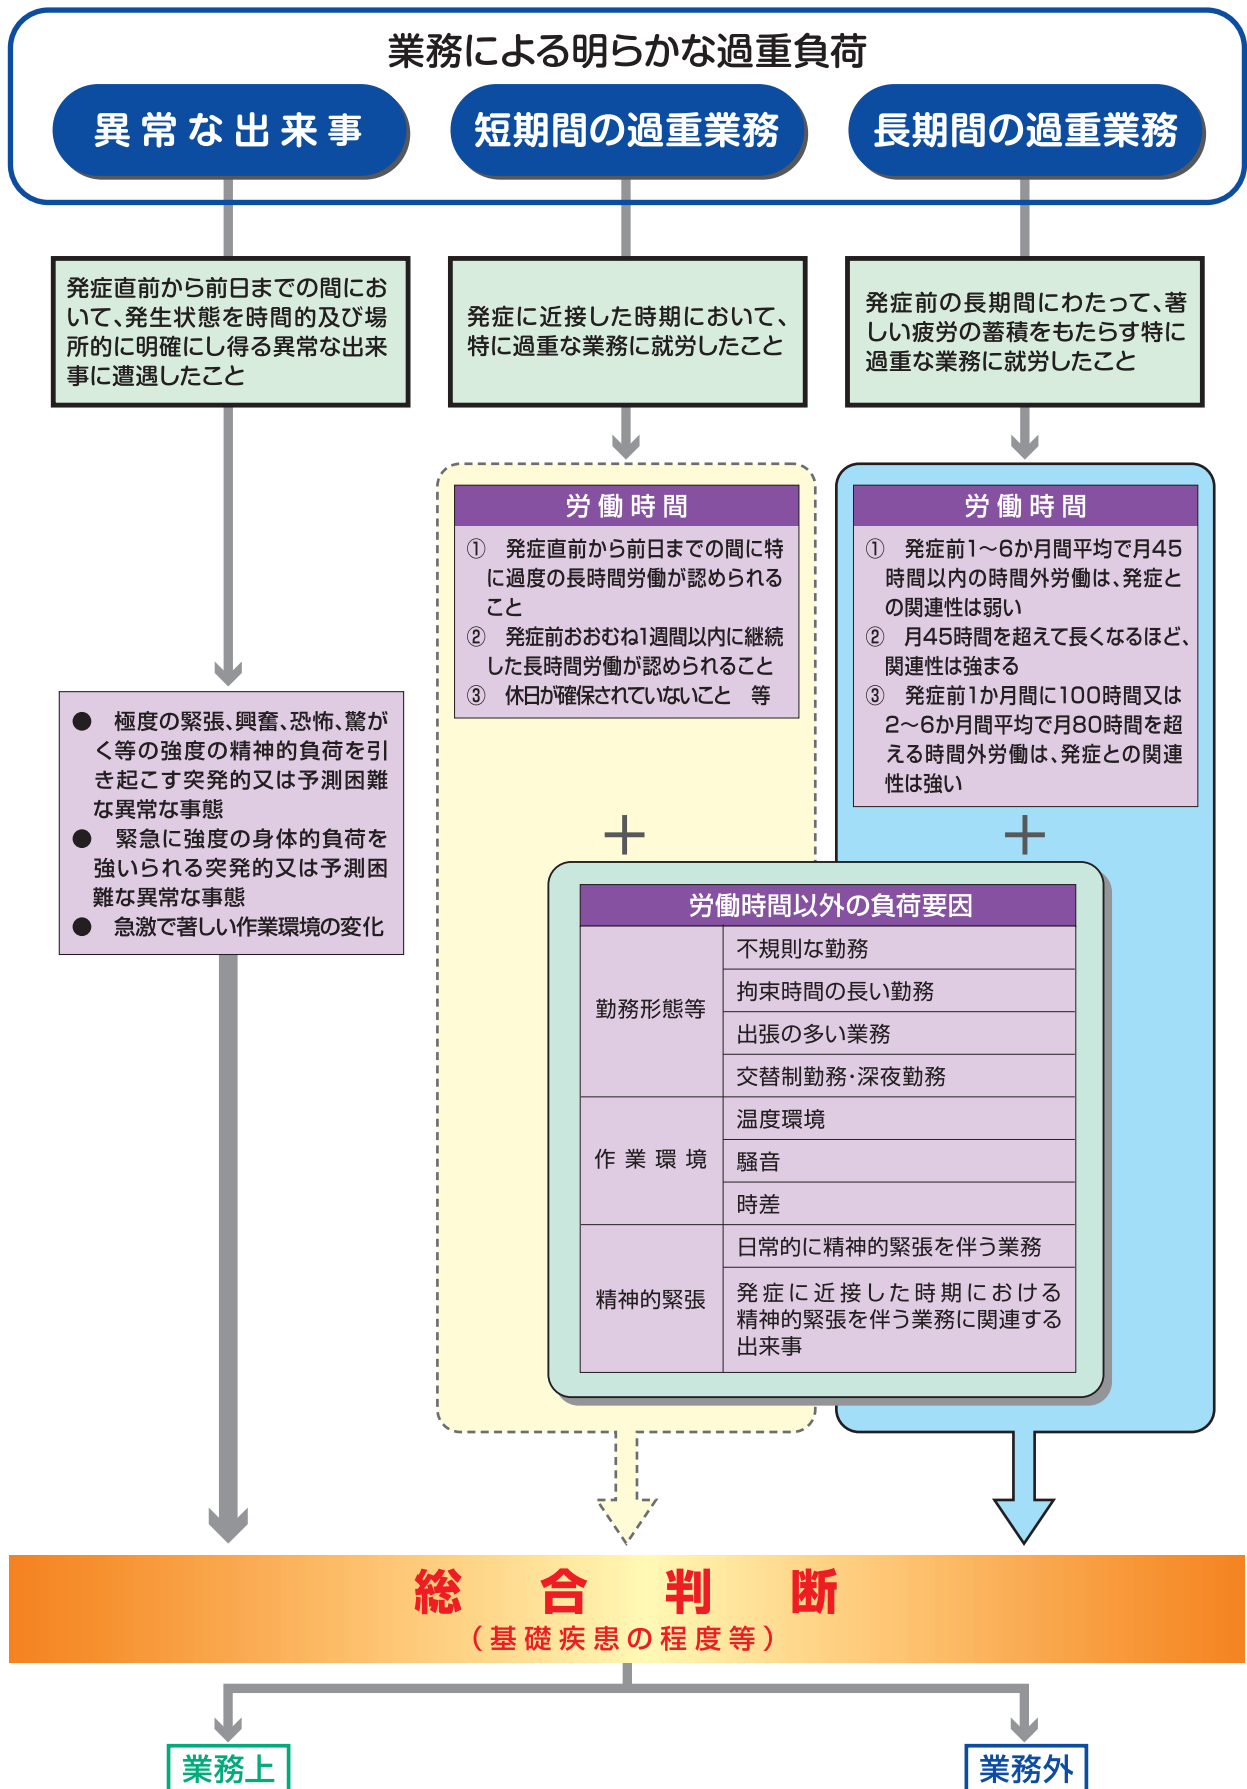 業務による明らかな過重負荷
異常な出来事
短期間の過重業務
長期間の過重業務
発症直前から前日までの間にお
いて、発生状態を時間的及び場
所的に明確にし得る異常な出来
事に遭遇したこと
発症に近接した時期において、
特に過重な業務に就労したこと
発症前の長期間にわたって、著
しい疲労の蓄積をもたらす特に
過重な業務に就労したこと
● 極度の緊張、興奮、恐怖、驚が
く等の強度の精神的負荷を引
き起こす突発的又は予測困難
な異常な事態
● 緊急に強度の身体的負荷を
強いられる突発的又は予測困
難な異常な事態
● 急激で著しい作業環境の変化
労働時間
① 発症直前から前日までの間に特
に過度の長時間労働が認められる
こと
② 発症前おおむね1週間以内に継続
した長時間労働が認められること
③ 休日が確保されていないこと 等
労働時間
① 発症前1～6か月間平均で月45
時間以内の時間外労働は、発症と
の関連性は弱い
② 月45時間を超えて長くなるほど、
関連性は強まる
③ 発症前1か月間に100時間又は
2～6か月間平均で月80時間を超
える時間外労働は、発症との関連
性は強い
＋
＋
労働時間以外の負荷要因
勤務形態等
不規則な勤務
拘束時間の長い勤務
出張の多い業務
交替制勤務・深夜勤務
作業環境
温度環境
騒音
時差
精神的緊張
日常的に精神的緊張を伴う業務
発症に近接した時期における
精神的緊張を伴う業務に関連する
出来事
総合判断
（基礎疾患の程度等）
業務上
業務外